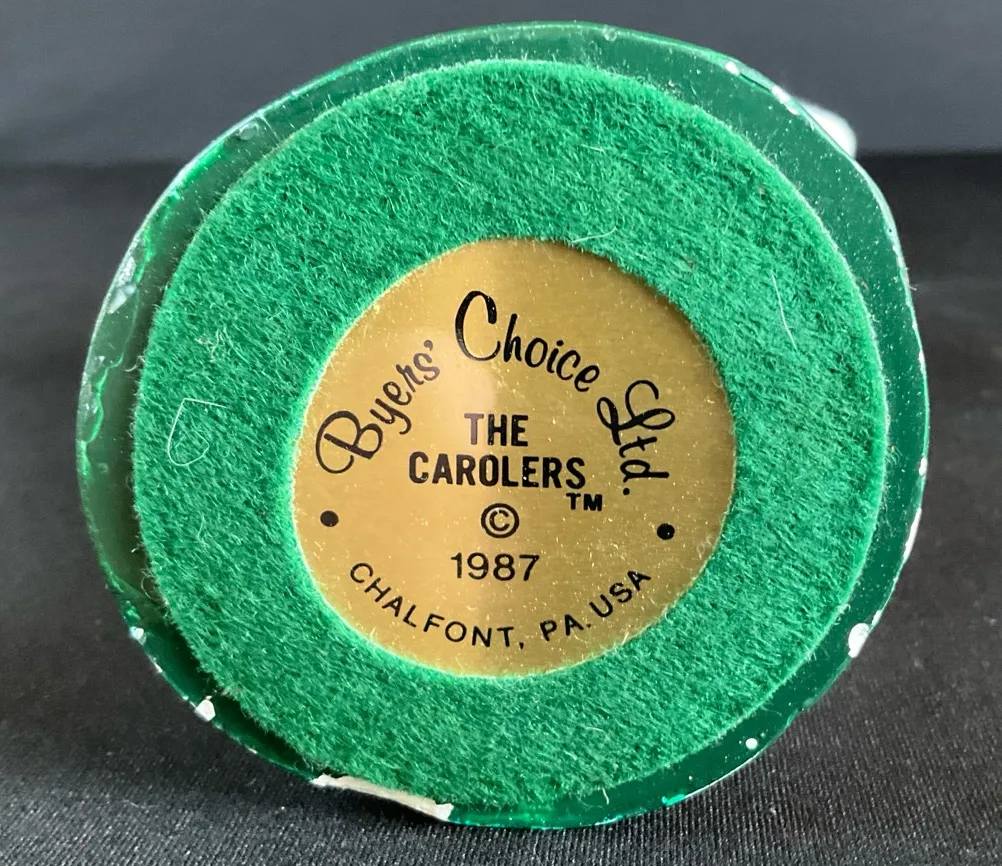 Byers' Choice Ltd.
THE
CAROLERS™
©
1987
CHALFONT, PA. USA